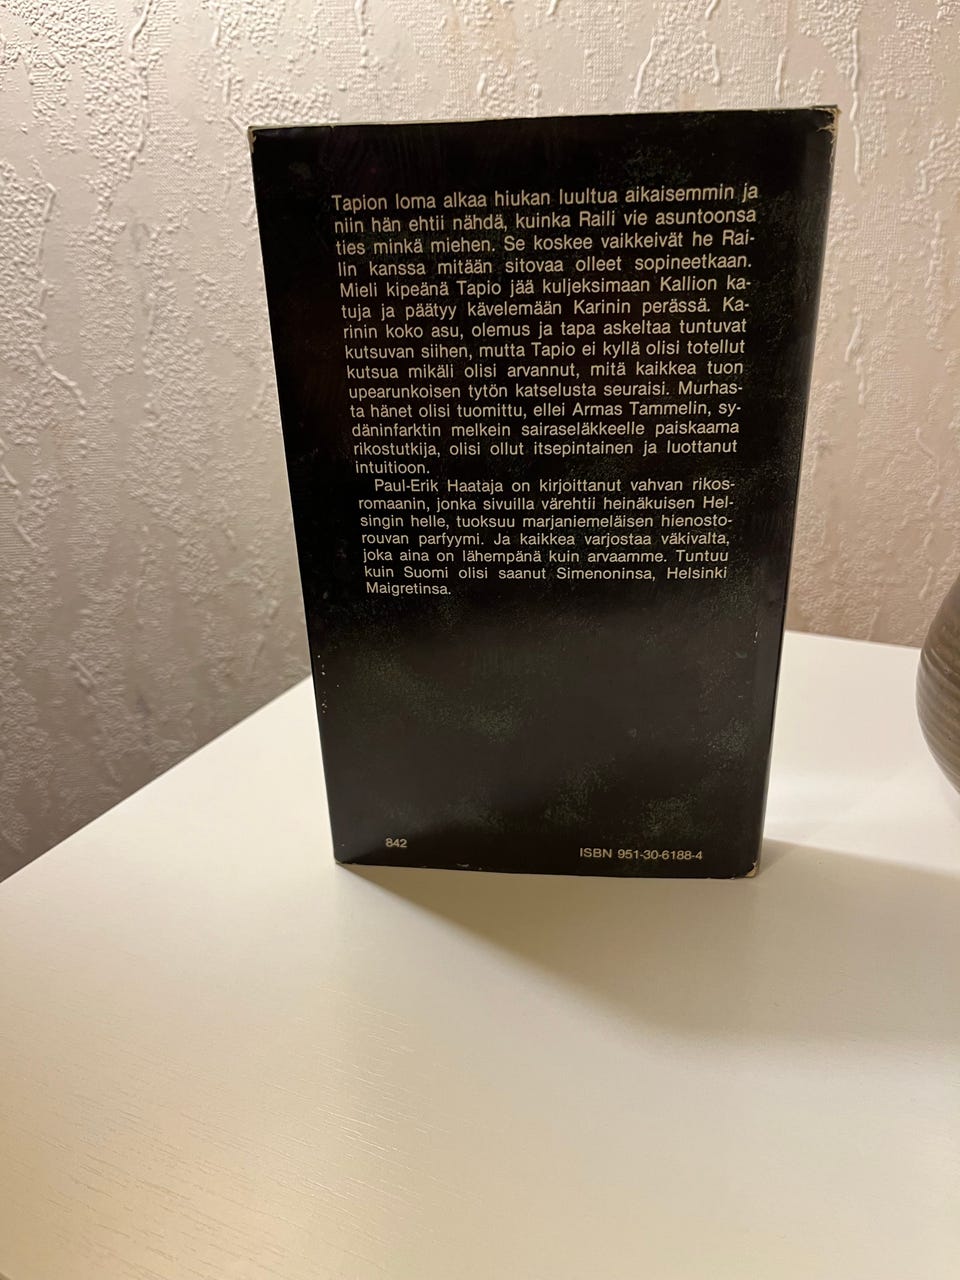 Tapion loma alkaa hiukan luultua aikaisemmin ja
niin hän ehtii nähdä, kuinka Raili vie asuntoonsa
ties minkä miehen. Se koskee vaikkeivät he Rai-
lin kanssa mitään sitovaa olleet sopineetkaan.
Mieli kipeänä Tapio jää kuljeksimaan Kallion ka-
tuja ja päätyy kävelemään Karinin perässä. Ka-
rinin koko asu, olemus ja tapa askeltaa tuntuvat
kutsuvan siihen, mutta Tapio ei kyllä olisi totellut
kutsua mikäli olisi arvannut, mitä kaikkea tuon
upearunkoisen tytön katselusta seuraisi. Murhas-
ta hänet olisi tuomittu, ellei Armas Tammelin, sy-
däninfarktin melkein sairaseläkkeelle paiskaama
rikostutkija, olisi ollut itsepintainen ja luottanut
intuitioon.
Paul-Erik Haataja on kirjoittanut vahvan rikos-
romaanin, jonka sivuilla värehtii heinäkuisen Hel-
singin helle, tuoksuu marjaniemeläisen hienosto-
rouvan parfyymi. Ja kaikkea varjostaa väkivalta,
joka aina on lähempänä kuin arvaamme. Tuntuu
kuin Suomi olisi saanut Simenoninsa, Helsinki
Maigretinsa.
842
ISBN 951-30-6188-4